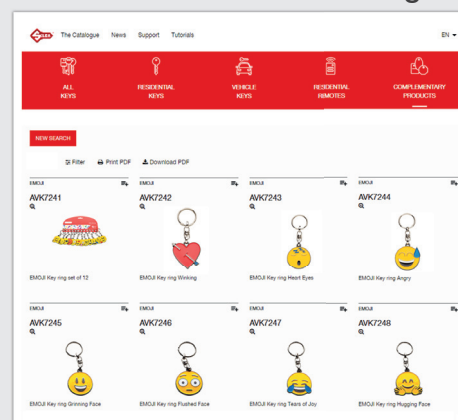 SILCA
The Catalogue News Support Tutorials EN
ALL KEYS
RESIDENTIAL KEYS
VEHICLE KEYS
RESIDENTIAL REMOTES
COMPLEMENTARY PRODUCTS
NEW SEARCH
Filter Print PDF Download PDF
EMOJI EMOJI EMOJI EMOJI
AVK7241 AVK7242 AVK7243 AVK7244
EMOJI Key ring set of 12 EMOJI Key ring Winking EMOJI Key ring Heart Eyes EMOJI Key ring Angry
EMOJI EMOJI EMOJI EMOJI
AVK7245 AVK7246 AVK7247 AVK7248
EMOJI Key ring Grinning Face EMOJI Key ring Flushed Face EMOJI Key ring Tears of Joy EMOJI Key ring Hugging Face